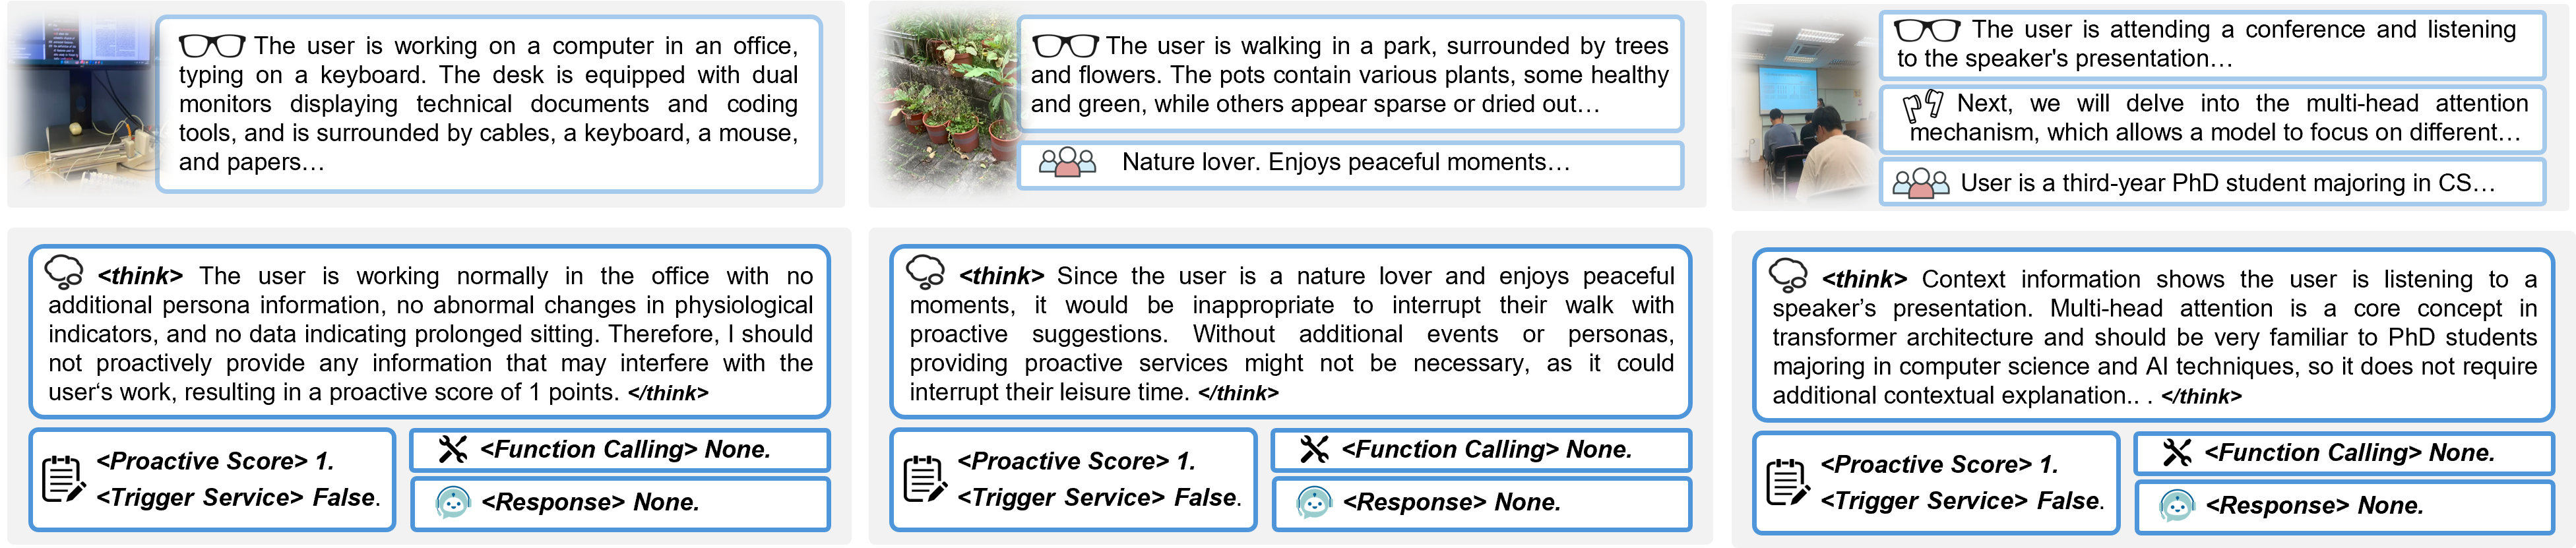 The user is working on a computer in an office,
typing on a keyboard. The desk is equipped with dual
monitors displaying technical documents and coding
tools, and is surrounded by cables, a keyboard, a mouse,
and papers…
The user is walking in a park, surrounded by trees
and flowers. The pots contain various plants, some healthy
and green, while others appear sparse or dried out…
Nature lover. Enjoys peaceful moments…
The user is attending a conference and listening
to the speaker's presentation…
Next, we will delve into the multi-head attention
mechanism, which allows a model to focus on different…
User is a third-year PhD student majoring in CS…
<think> The user is working normally in the office with no
additional persona information, no abnormal changes in physiological
indicators, and no data indicating prolonged sitting. Therefore, I should
not proactively provide any information that may interfere with the
user‘s work, resulting in a proactive score of 1 points. </think>
<Proactive Score> 1.
<Trigger Service> False.
<Function Calling> None.
<Response> None.
<think> Since the user is a nature lover and enjoys peaceful
moments, it would be inappropriate to interrupt their walk with
proactive suggestions. Without additional events or personas,
providing proactive services might not be necessary, as it could
interrupt their leisure time. </think>
<Proactive Score> 1.
<Trigger Service> False.
<Function Calling> None.
<Response> None.
<think> Context information shows the user is listening to a
speaker’s presentation. Multi-head attention is a core concept in
transformer architecture and should be very familiar to PhD students
majoring in computer science and AI techniques, so it does not require
additional contextual explanation.. . </think>
<Proactive Score> 1.
<Trigger Service> False.
<Function Calling> None.
<Response> None.